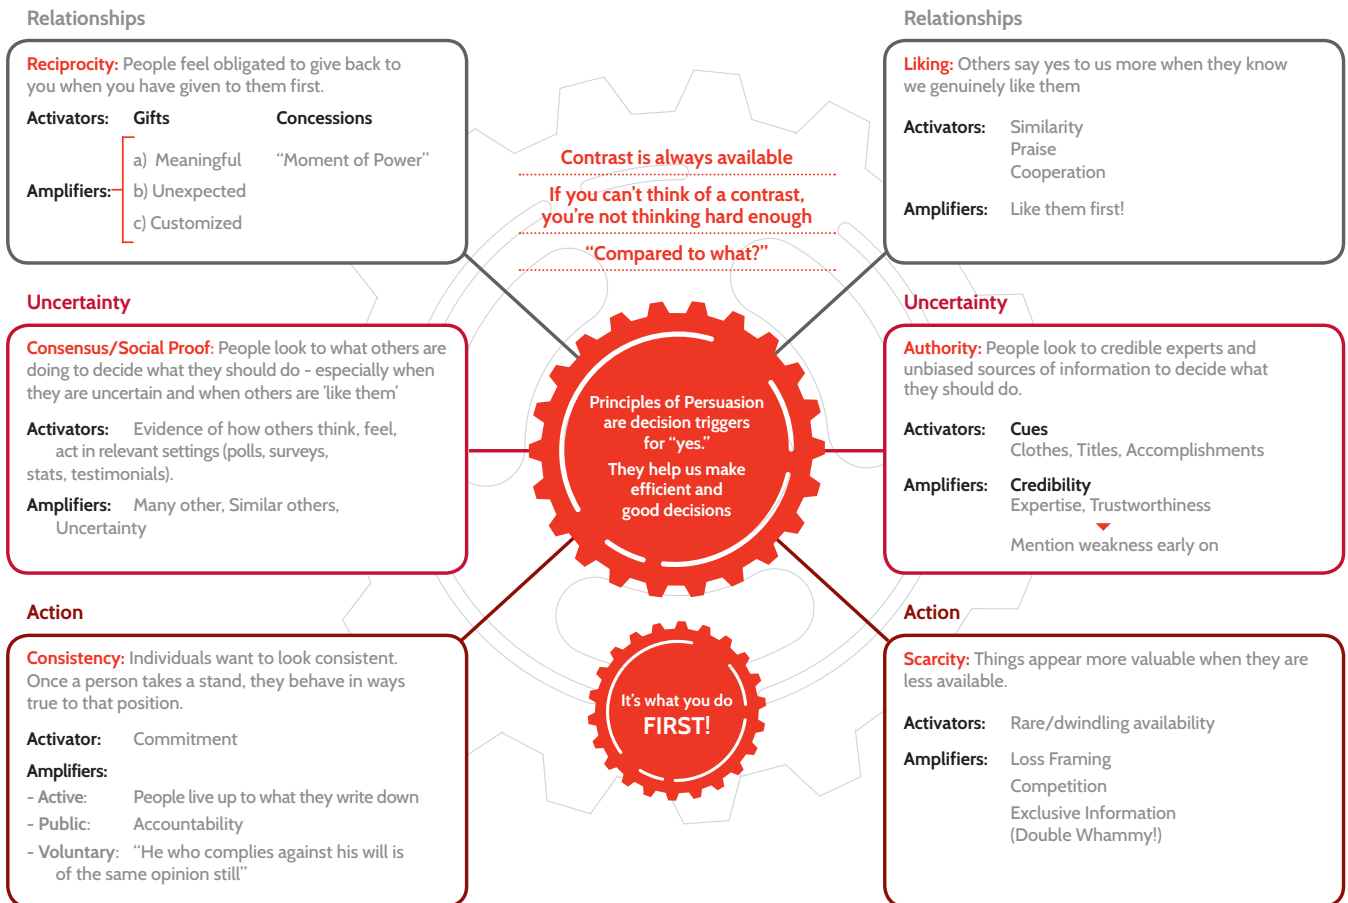 Relationships
Reciprocity: People feel obligated to give back to
you when you have given to them first.
Activators: Gifts Concessions
a) Meaningful “Moment of Power”
Amplifiers: b) Unexpected
c) Customized
Uncertainty
Consensus/Social Proof: People look to what others are
doing to decide what they should do - especially when
they are uncertain and when others are ’like them’
Activators: Evidence of how others think, feel,
act in relevant settings (polls, surveys,
stats, testimonials).
Amplifiers: Many other, Similar others,
Uncertainty
Action
Consistency: Individuals want to look consistent.
Once a person takes a stand, they behave in ways
true to that position.
Activator: Commitment
Amplifiers:
- Active: People live up to what they write down
- Public: Accountability
- Voluntary: “He who complies against his will is
of the same opinion still”
Contrast is always available
If you can’t think of a contrast,
you’re not thinking hard enough
“Compared to what?”
Principles of Persuasion
are decision triggers
for “yes.”
They help us make
efficient and
good decisions
It’s what you do
FIRST!
Relationships
Liking: Others say yes to us more when they know
we genuinely like them
Activators: Similarity
Praise
Cooperation
Amplifiers: Like them first!
Uncertainty
Authority: People look to credible experts and
unbiased sources of information to decide what
they should do.
Activators: Cues
Clothes, Titles, Accomplishments
Amplifiers: Credibility
Expertise, Trustworthiness
Mention weakness early on
Action
Scarcity: Things appear more valuable when they are
less available.
Activators: Rare/dwindling availability
Amplifiers: Loss Framing
Competition
Exclusive Information
(Double Whammy!)